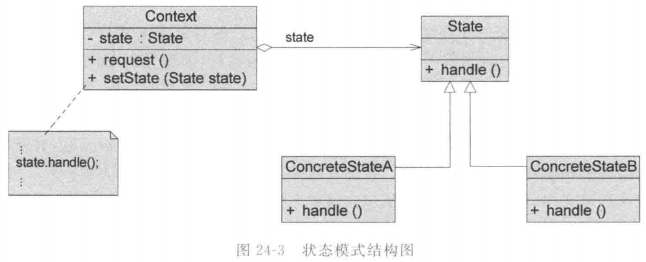 Context
- state : State
+ request ()
+ setState (State state)
state
State
+ handle ()
⋮
state.handle();
⋮
ConcreteStateA
+ handle ()
ConcreteStateB
+ handle ()
图 24-3 状态模式结构图